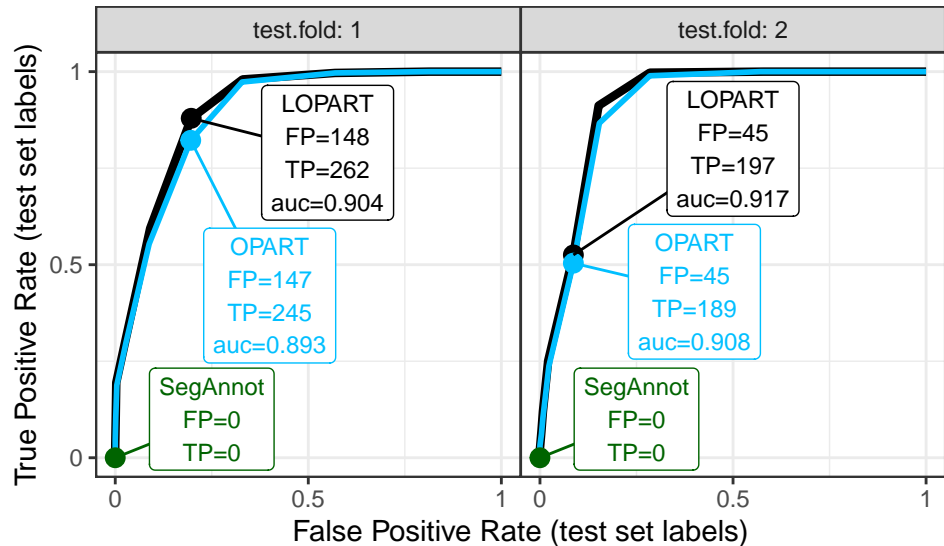 test.fold: 1
test.fold: 2
True Positive Rate (test set labels)
1
0.5
0
LOPART
FP=148
TP=262
auc=0.904
OPART
FP=147
TP=245
auc=0.893
SegAnnot
FP=0
TP=0
LOPART
FP=45
TP=197
auc=0.917
OPART
FP=45
TP=189
auc=0.908
SegAnnot
FP=0
TP=0
0 0.5 1
0 0.5 1
False Positive Rate (test set labels)